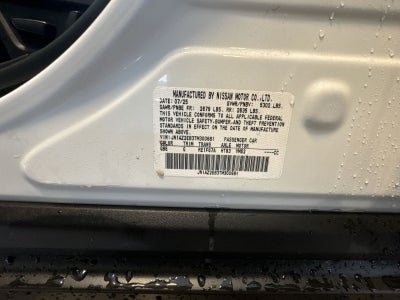 MANUFACTURED BY NISSAN MOTOR CO.,LTD.
DATE: 07/25 GVWR/PNBV: 5300 LBS.
GAWR/PNBE FR: 2679 LBS. RR: 2835 LBS.
THIS VEHICLE CONFORMS TO ALL APPLICABLE FEDERAL
MOTOR VEHICLE SAFETY,BUMPER,AND THEFT PREVENTION
STANDARDS IN EFFECT ON THE DATE OF MANUFACTURE
SHOWN ABOVE.
PASSENGER CAR
COLOR TRIM TRANS AXLE MOTOR